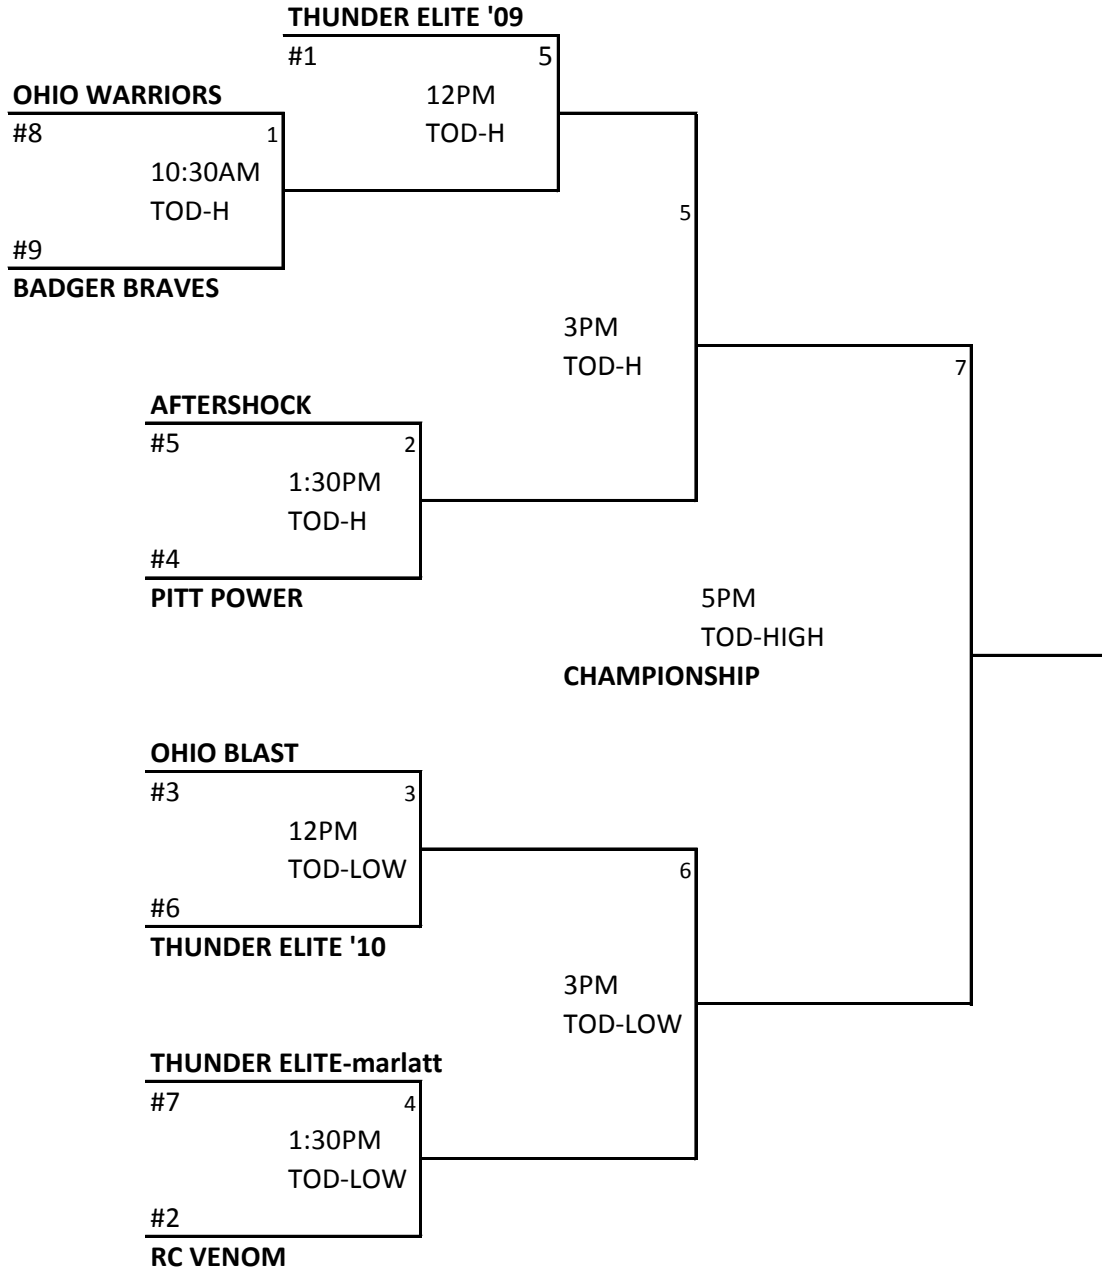 THUNDER ELITE '09
#1 5
OHIO WARRIORS
12PM
#8 1
TOD-H
10:30AM
TOD-H
5
#9
BADGER BRAVES
3PM
TOD-H
7
AFTERSHOCK
#5 2
1:30PM
TOD-H
#4
PITT POWER
5PM
TOD-HIGH
CHAMPIONSHIP
OHIO BLAST
#3 3
12PM
TOD-LOW
6
#6
THUNDER ELITE '10
3PM
TOD-LOW
THUNDER ELITE-marlatt
#7 4
1:30PM
TOD-LOW
#2
RC VENOM